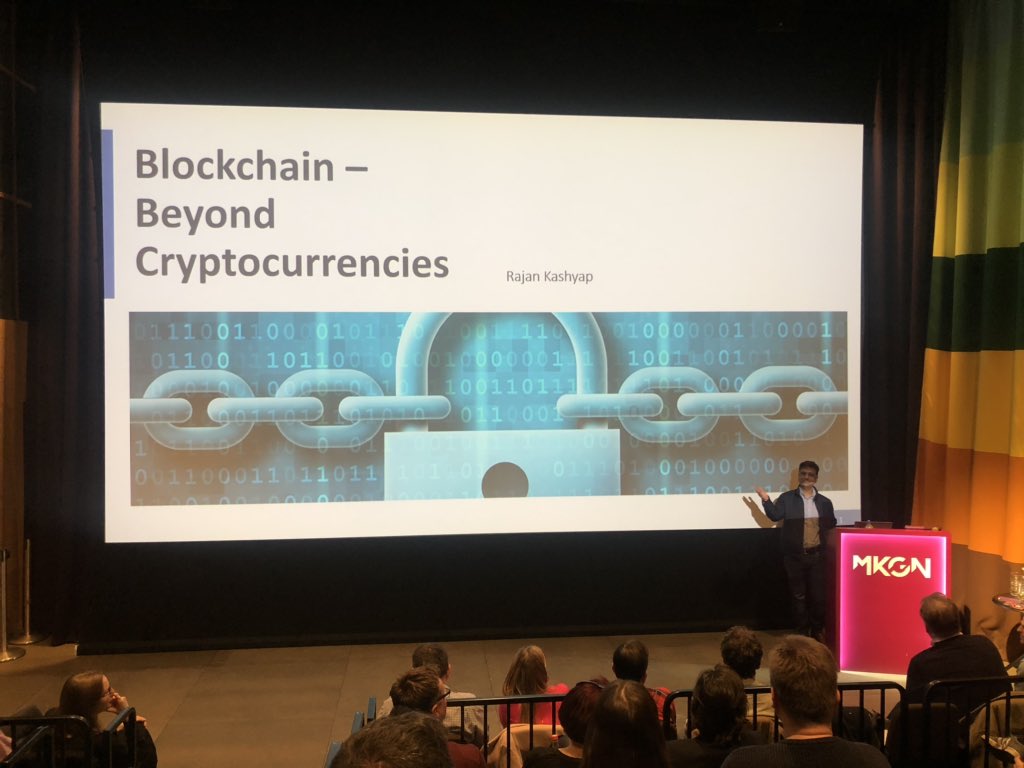 Blockchain –
Beyond
Cryptocurrencies
Rajan Kashyap
MKGN